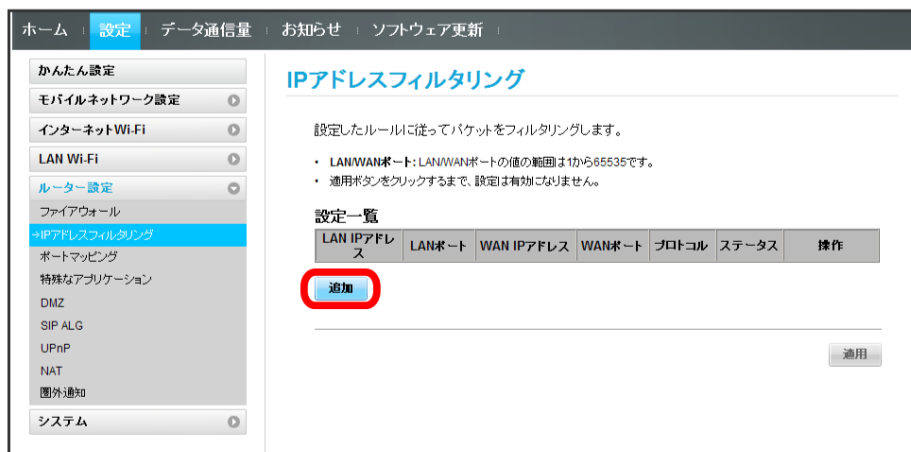 ホーム 設定 データ通信量 お知らせ ソフトウェア更新
かんたん設定
モバイルネットワーク設定
インターネットWi-Fi
LAN Wi-Fi
ルーター設定
ファイアウォール
→IPアドレスフィルタリング
ポートマッピング
特殊なアプリケーション
DMZ
SIP ALG
UPnP
NAT
圏外通知
システム
IPアドレスフィルタリング
設定したルールに従ってパケットをフィルタリングします。
・ LAN/WANポート: LAN/WANポートの値の範囲は1から65535です。
・ 適用ボタンをクリックするまで、設定は有効になりません。
設定一覧
LAN IPアドレス LANポート WAN IPアドレス WANポート プロトコル ステータス 操作
追加
適用